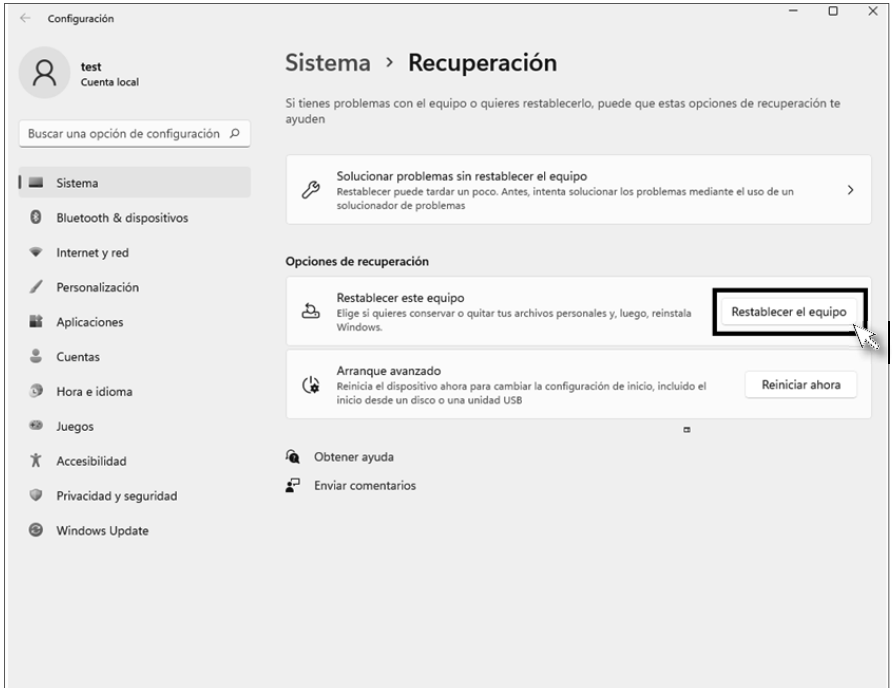 Configuración
test
Cuenta local
Buscar una opción de configuración
Sistema
Bluetooth & dispositivos
Internet y red
Personalización
Aplicaciones
Cuentas
Hora e idioma
Juegos
Accesibilidad
Privacidad y seguridad
Windows Update
Sistema > Recuperación
Si tienes problemas con el equipo o quieres restablecerlo, puede que estas opciones de recuperación te
ayuden
Solucionar problemas sin restablecer el equipo
Restablecer puede tardar un poco. Antes, intenta solucionar los problemas mediante el uso de un
solucionador de problemas
Opciones de recuperación
Restablecer este equipo
Elige si quieres conservar o quitar tus archivos personales y, luego, reinstala
Windows.
Restablecer el equipo
Arranque avanzado
Reinicia el dispositivo ahora para cambiar la configuración de inicio, incluido el
inicio desde un disco o una unidad USB
Reiniciar ahora
Obtener ayuda
Enviar comentarios